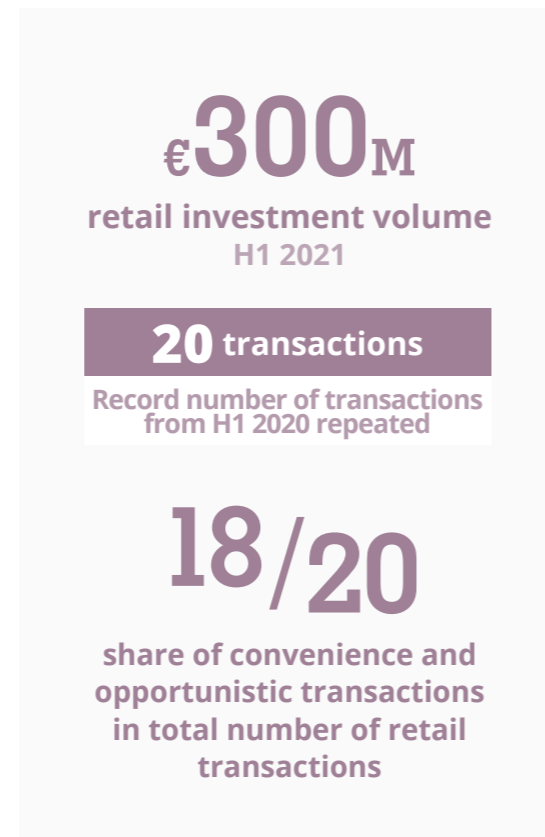 €300M
retail investment volume
H1 2021
20 transactions
Record number of transactions
from H1 2020 repeated
18/20
share of convenience and
opportunistic transactions
in total number of retail
transactions